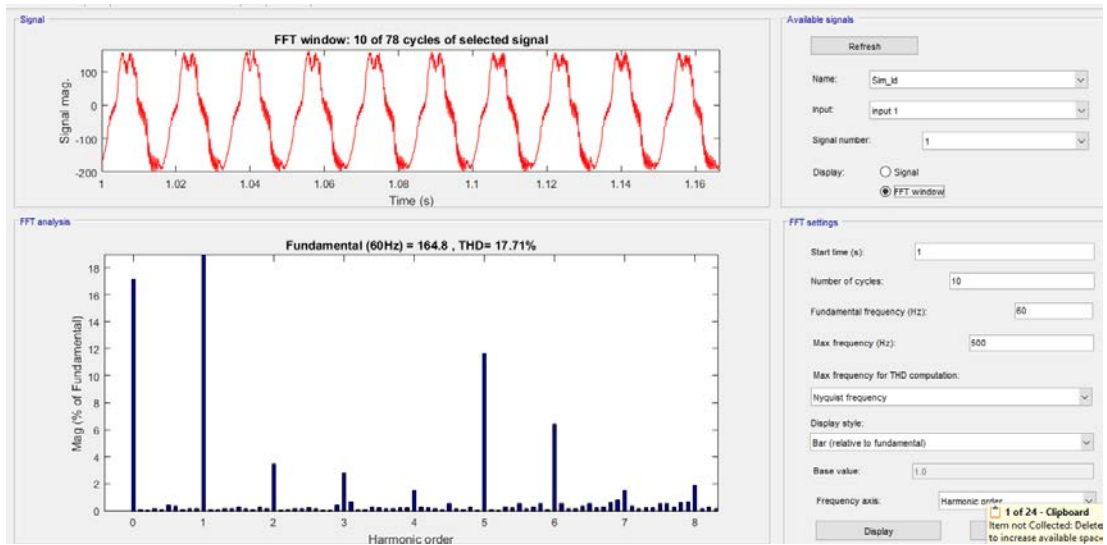 Signal
FFT window: 10 of 78 cycles of selected signal
100
0
-100
-200
Signal mag.
1 1.02 1.04 1.06 1.08 1.1 1.12 1.14 1.16
Time (s)
Available signals
Refresh
Name: Sim_id
Input: input 1
Signal number: 1
Display: Signal
FFT window
FFT analysis
Fundamental (60Hz) = 164.8 , THD= 17.71%
18
16
14
12
10
8
6
4
2
0
Mag (% of Fundamental)
0 1 2 3 4 5 6 7 8
Harmonic order
FFT settings
Start time (s): 1
Number of cycles: 10
Fundamental frequency (Hz): 60
Max frequency (Hz): 500
Max frequency for THD computation:
Nyquist frequency
Display style:
Bar (relative to fundamental)
Base value: 1.0
Frequency axis: Harmonic order
Display
1 of 24 - Clipboard
Item not Collected: Delete
to increase available space